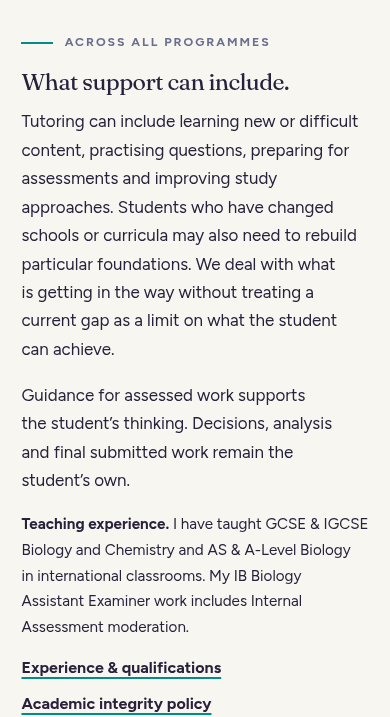 ACROSS ALL PROGRAMMES
What support can include.
Tutoring can include learning new or difficult
content, practising questions, preparing for
assessments and improving study
approaches. Students who have changed
schools or curricula may also need to rebuild
particular foundations. We deal with what
is getting in the way without treating a
current gap as a limit on what the student
can achieve.
Guidance for assessed work supports
the student’s thinking. Decisions, analysis
and final submitted work remain the
student’s own.
Teaching experience. I have taught GCSE & IGCSE
Biology and Chemistry and AS & A-Level Biology
in international classrooms. My IB Biology
Assistant Examiner work includes Internal
Assessment moderation.
Experience & qualifications
Academic integrity policy